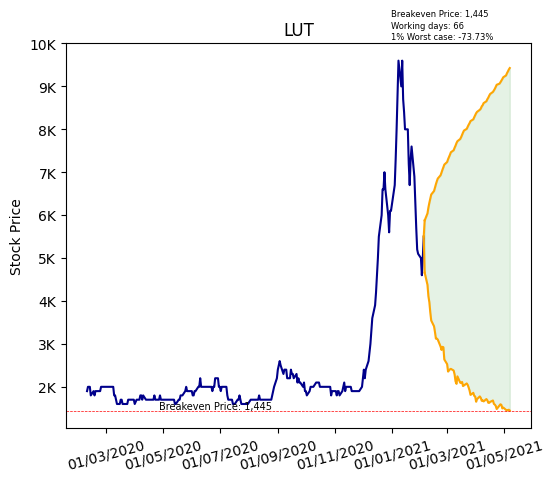 Breakeven Price: 1,445
Working days: 66
1% Worst case: -73.73%
LUT
10K
9K
8K
7K
6K
5K
4K
3K
2K
Stock Price
Breakeven Price: 1,445
01/03/2020
01/05/2020
01/07/2020
01/09/2020
01/11/2020
01/01/2021
01/03/2021
01/05/2021